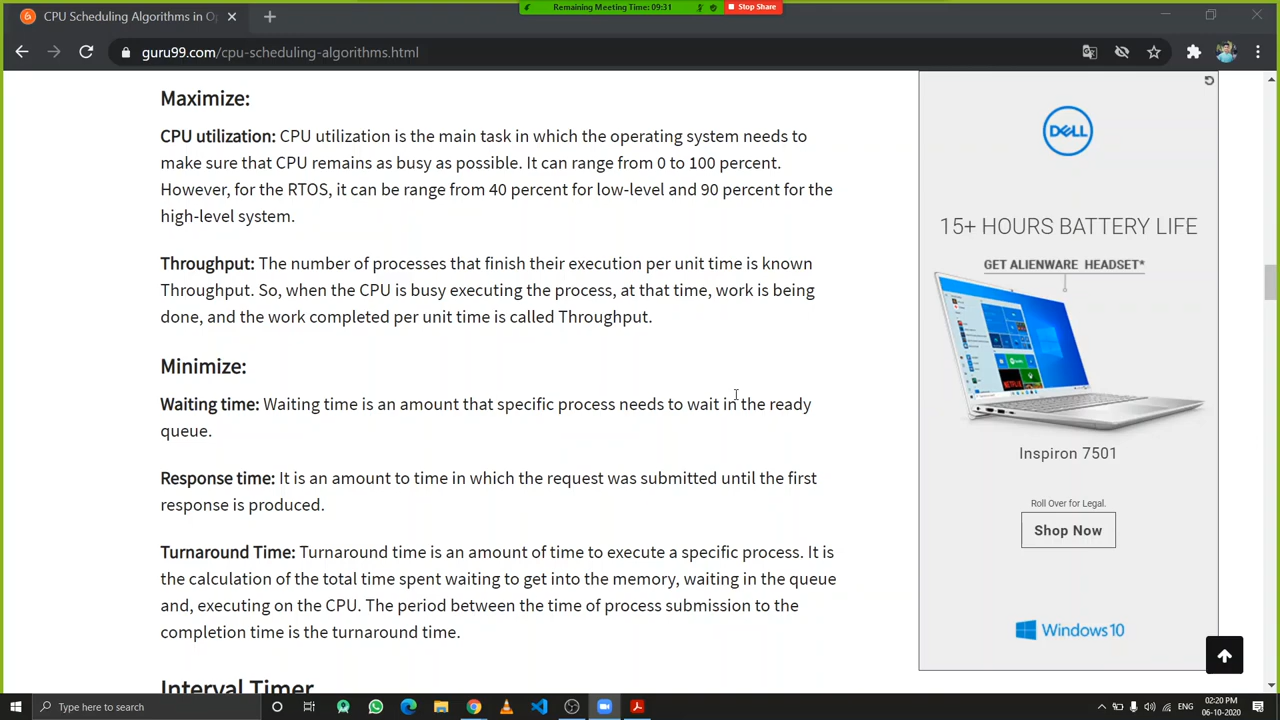 CPU Scheduling Algorithms in Op
Remaining Meeting Time: 09:31
Stop Share
guru99.com/cpu-scheduling-algorithms.html
Maximize:
CPU utilization: CPU utilization is the main task in which the operating system needs to
make sure that CPU remains as busy as possible. It can range from 0 to 100 percent.
However, for the RTOS, it can be range from 40 percent for low-level and 90 percent for the
high-level system.
Throughput: The number of processes that finish their execution per unit time is known
Throughput. So, when the CPU is busy executing the process, at that time, work is being
done, and the work completed per unit time is called Throughput.
Minimize:
Waiting time: Waiting time is an amount that specific process needs to wait in the ready
queue.
Response time: It is an amount to time in which the request was submitted until the first
response is produced.
Turnaround Time: Turnaround time is an amount of time to execute a specific process. It is
the calculation of the total time spent waiting to get into the memory, waiting in the queue
and, executing on the CPU. The period between the time of process submission to the
completion time is the turnaround time.
Interval Timer
DELL
15+ HOURS BATTERY LIFE
GET ALIENWARE HEADSET*
Inspiron 7501
Roll Over for Legal.
Shop Now
Windows 10
Type here to search
ENG
02:20 PM
06-10-2020